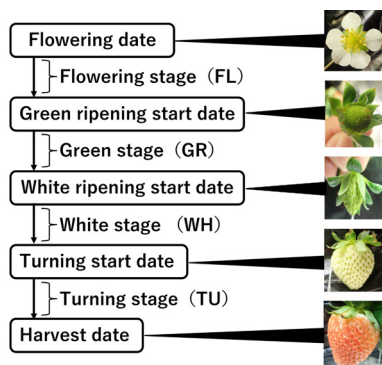 Flowering date
Flowering stage（FL）
Green ripening start date
Green stage（GR）
White ripening start date
White stage（WH）
Turning start date
Turning stage（TU）
Harvest date